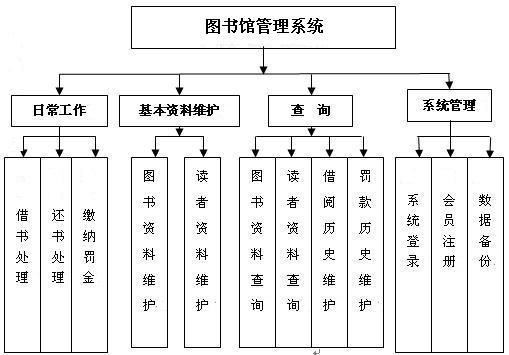 图书馆管理系统
日常工作
基本资料维护
查 询
系统管理
借书处理
还书处理
缴纳罚金
图书资料维护
读者资料维护
图书资料查询
读者资料查询
借阅历史维护
罚款历史维护
系统登录
会员注册
数据备份